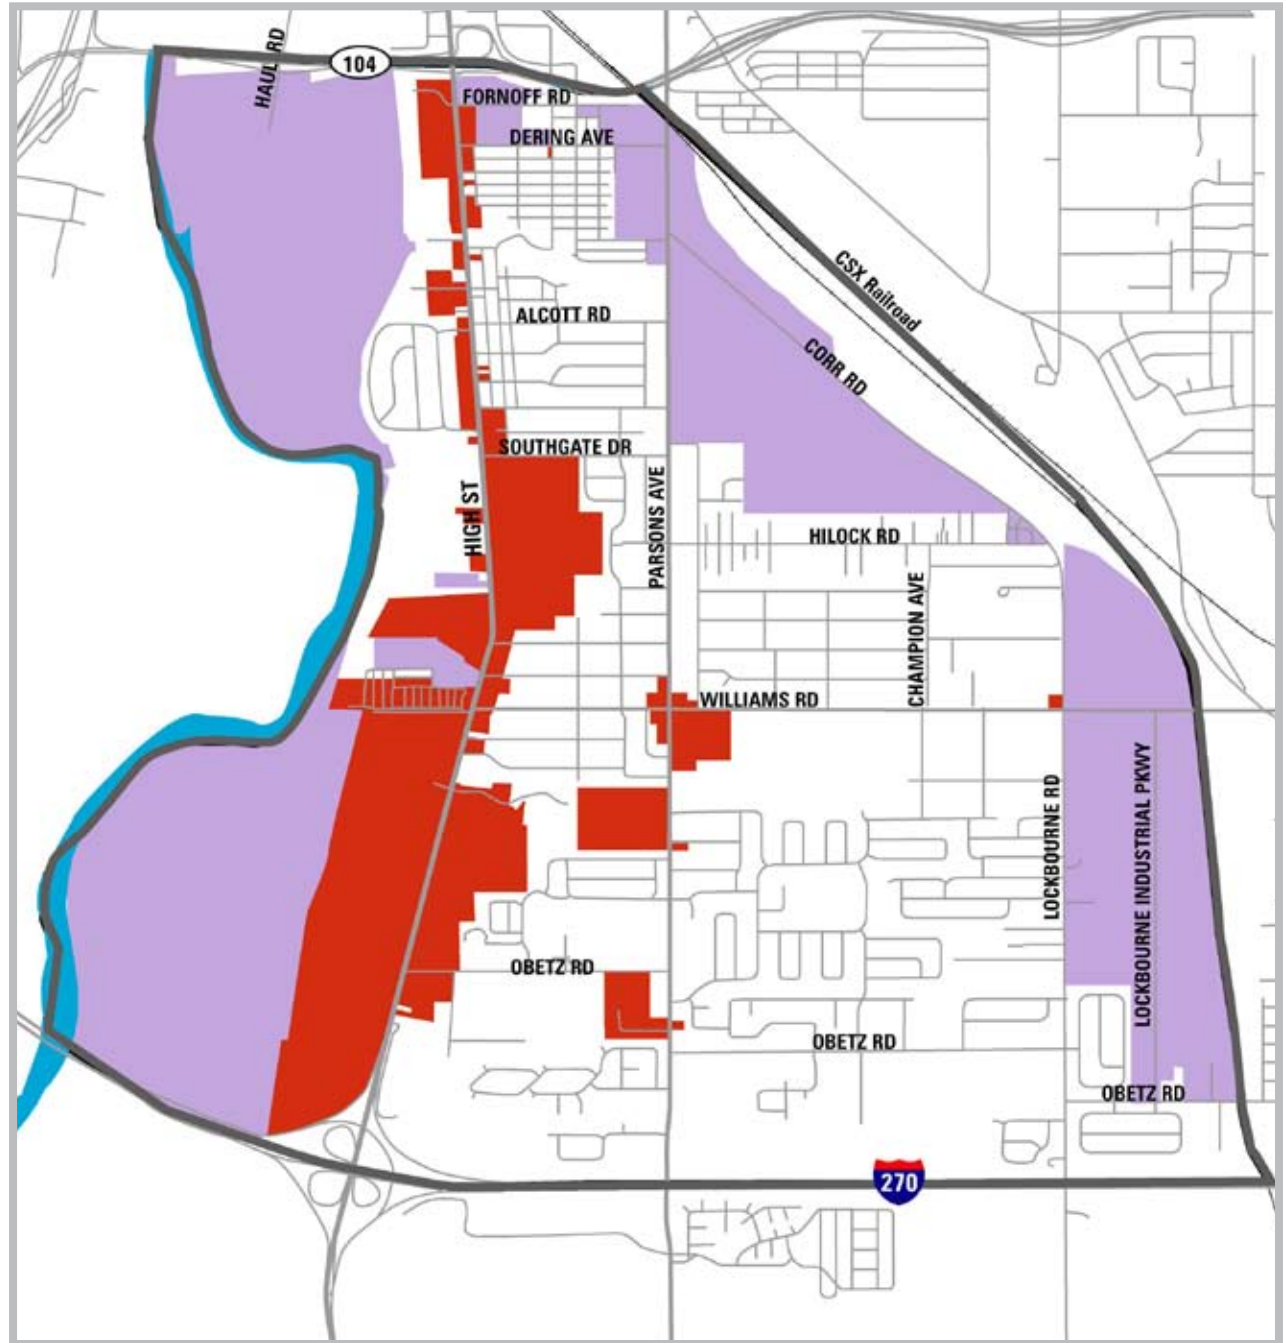 HAUL RD
104
FORNOFF RD
DERING AVE
CSX Railroad
ALCOTT RD
CORR RD
SOUTHGATE DR
HIGH ST
PARSONS AVE
HILOCK RD
CHAMPION AVE
WILLIAMS RD
LOCKBOURNE RD
LOCKBOURNE INDUSTRIAL PKWY
OBETZ RD
OBETZ RD
OBETZ RD
270